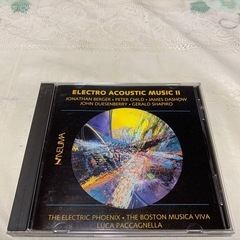 ELECTRO ACOUSTIC MUSIC II
JONATHAN BERGER • PETER CHILD • JAMES DASHOW
JOHN DUESENBERRY • GERALD SHAPIRO
NEUMA
THE ELECTRIC PHOENIX • THE BOSTON MUSICA VIVA
LUCA PACCAGNELLA